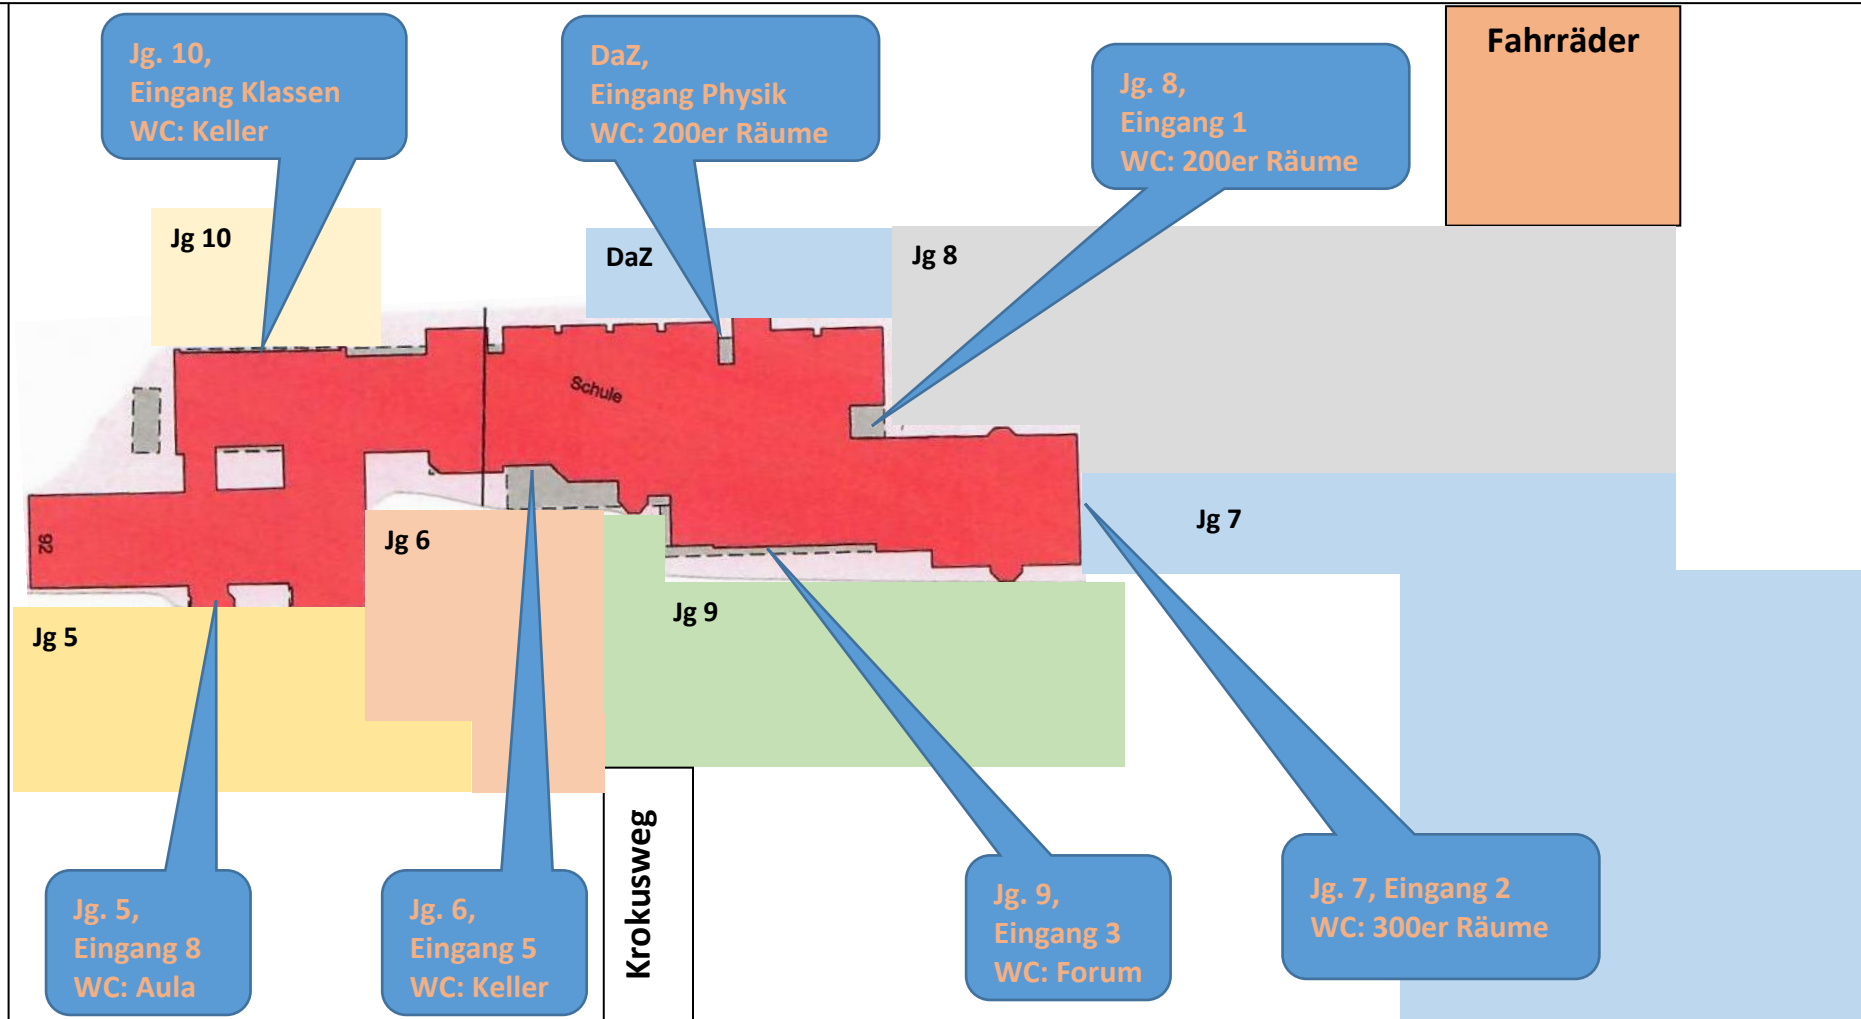 Jg. 10,
Eingang Klassen
WC: Keller
DaZ,
Eingang Physik
WC: 200er Räume
Jg. 8,
Eingang 1
WC: 200er Räume
Fahrräder
Jg 10
DaZ
Jg 8
Schule
92
Jg 6
Jg 7
Jg 5
Jg 9
Krokusweg
Jg. 5,
Eingang 8
WC: Aula
Jg. 6,
Eingang 5
WC: Keller
Jg. 9,
Eingang 3
WC: Forum
Jg. 7, Eingang 2
WC: 300er Räume